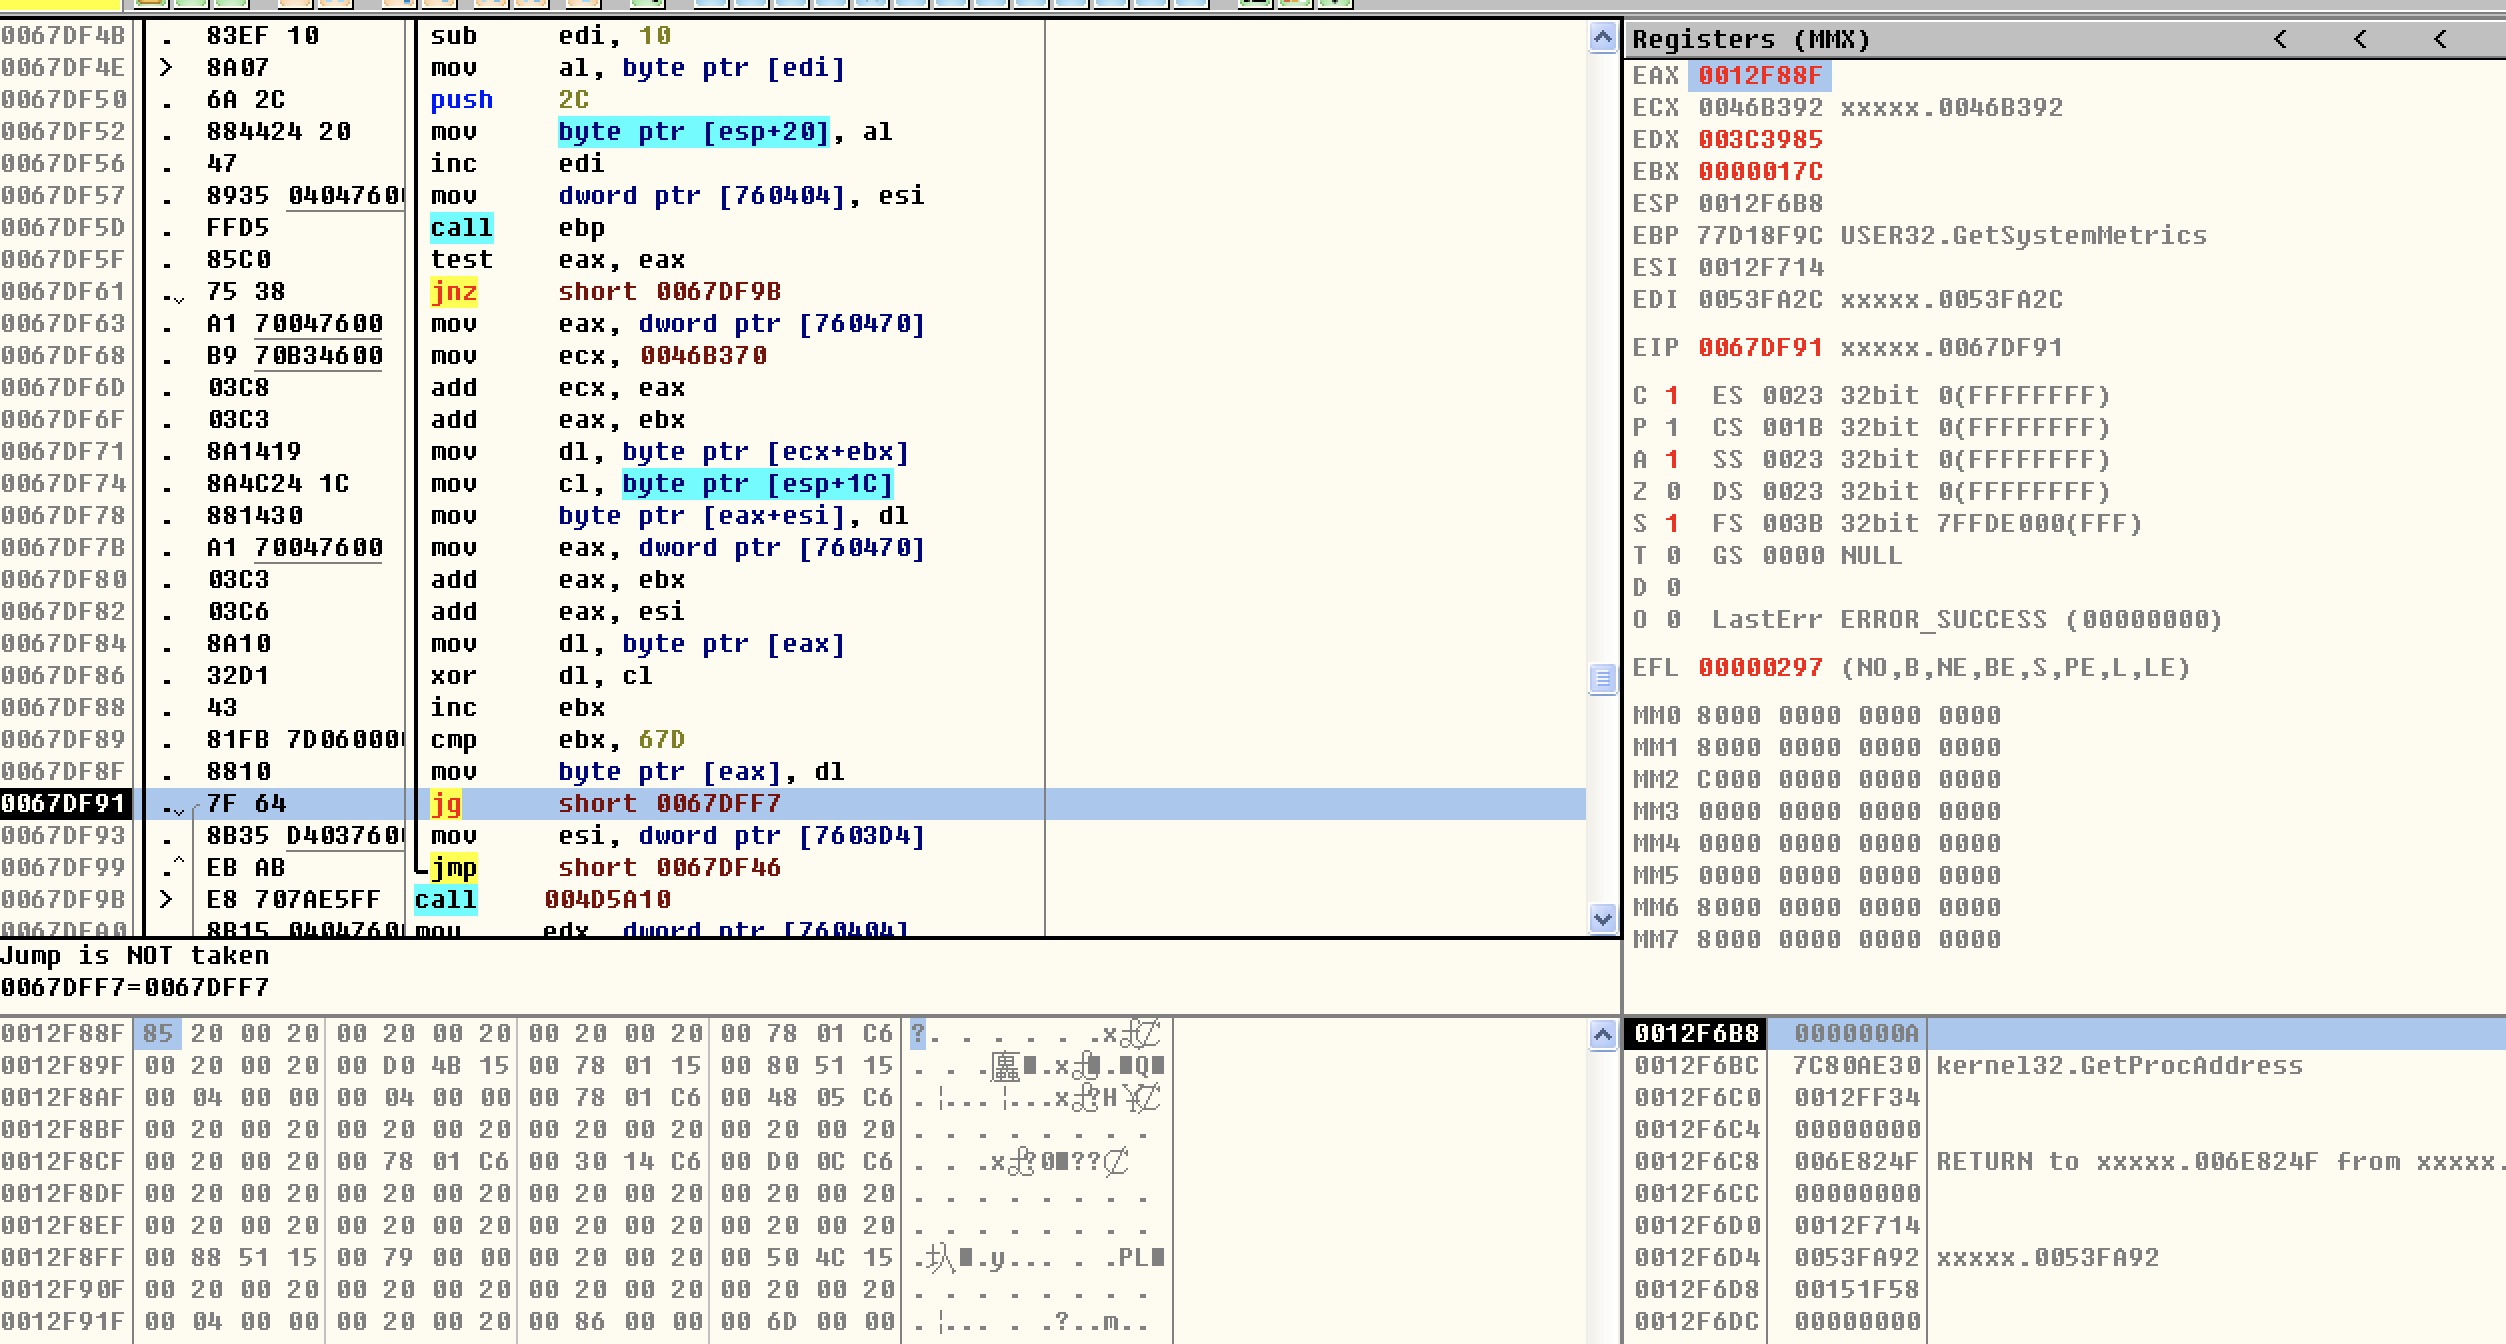 0067DF4B . 83EF 10 sub edi, 10
0067DF4E > 8A07 mov al, byte ptr [edi]
0067DF50 . 6A 2C push 2C
0067DF52 . 884424 20 mov byte ptr [esp+20], al
0067DF56 . 47 inc edi
0067DF57 . 8935 0404760 mov dword ptr [760404], esi
0067DF5D . FFD5 call ebp
0067DF5F . 85C0 test eax, eax
0067DF61 . 75 38 jnz short 0067DF9B
0067DF63 . A1 70047600 mov eax, dword ptr [760470]
0067DF68 . B9 70B34600 mov ecx, 0046B370
0067DF6D . 03C8 add ecx, eax
0067DF6F . 03C3 add eax, ebx
0067DF71 . 8A1419 mov dl, byte ptr [ecx+ebx]
0067DF74 . 8A4C24 1C mov cl, byte ptr [esp+1C]
0067DF78 . 881430 mov byte ptr [eax+esi], dl
0067DF7B . A1 70047600 mov eax, dword ptr [760470]
0067DF80 . 03C3 add eax, ebx
0067DF82 . 03C6 add eax, esi
0067DF84 . 8A10 mov dl, byte ptr [eax]
0067DF86 . 32D1 xor dl, cl
0067DF88 . 43 inc ebx
0067DF89 . 81FB 7D06000 cmp ebx, 67D
0067DF8F . 8810 mov byte ptr [eax], dl
0067DF91 . 7F 64 jg short 0067DFF7
0067DF93 . 8B35 D403760 mov esi, dword ptr [7603D4]
0067DF99 .^ EB AB jmp short 0067DF46
0067DF9B > E8 707AE5FF call 004D5A10
0067DFA0 . 8B15 0404760 mov edx, dword ptr [760404]
Jump is NOT taken
0067DFF7=0067DFF7
Registers (MMX) < < <
EAX 0012F88F
ECX 0046B392 xxxxx.0046B392
EDX 003C3985
EBX 0000017C
ESP 0012F6B8
EBP 77D18F9C USER32.GetSystemMetrics
ESI 0012F714
EDI 0053FA2C xxxxx.0053FA2C
EIP 0067DF91 xxxxx.0067DF91
C 1 ES 0023 32bit 0(FFFFFFFF)
P 1 CS 001B 32bit 0(FFFFFFFF)
A 1 SS 0023 32bit 0(FFFFFFFF)
Z 0 DS 0023 32bit 0(FFFFFFFF)
S 1 FS 003B 32bit 7FFDE000(FFF)
T 0 GS 0000 NULL
D 0
O 0 LastErr ERROR_SUCCESS (00000000)
EFL 00000297 (NO,B,NE,BE,S,PE,L,LE)
MM0 8000 0000 0000 0000
MM1 8000 0000 0000 0000
MM2 C000 0000 0000 0000
MM3 0000 0000 0000 0000
MM4 0000 0000 0000 0000
MM5 0000 0000 0000 0000
MM6 8000 0000 0000 0000
MM7 8000 0000 0000 0000
0012F88F 85 20 00 20 00 20 00 20 00 20 00 20 00 78 01 C6
0012F89F 00 20 00 20 00 D0 4B 15 00 78 01 15 00 80 51 15
0012F8AF 00 04 00 00 00 04 00 00 00 78 01 C6 00 48 05 C6
0012F8BF 00 20 00 20 00 20 00 20 00 20 00 20 00 20 00 20
0012F8CF 00 20 00 20 00 78 01 C6 00 30 14 C6 00 D0 0C C6
0012F8DF 00 20 00 20 00 20 00 20 00 20 00 20 00 20 00 20
0012F8EF 00 20 00 20 00 20 00 20 00 20 00 20 00 20 00 20
0012F8FF 00 88 51 15 00 79 00 00 00 20 00 20 00 50 4C 15
0012F90F 00 20 00 20 00 20 00 20 00 20 00 20 00 20 00 20
0012F91F 00 04 00 00 00 20 00 20 00 86 00 00 00 6D 00 00
0012F6B8 0000000A
0012F6BC 7C80AE30 kernel32.GetProcAddress
0012F6C0 0012FF34
0012F6C4 00000000
0012F6C8 006E824F RETURN to xxxxx.006E824F from xxxxx.
0012F6CC 00000000
0012F6D0 0012F714
0012F6D4 0053FA92 xxxxx.0053FA92
0012F6D8 00151F58
0012F6DC 00000000